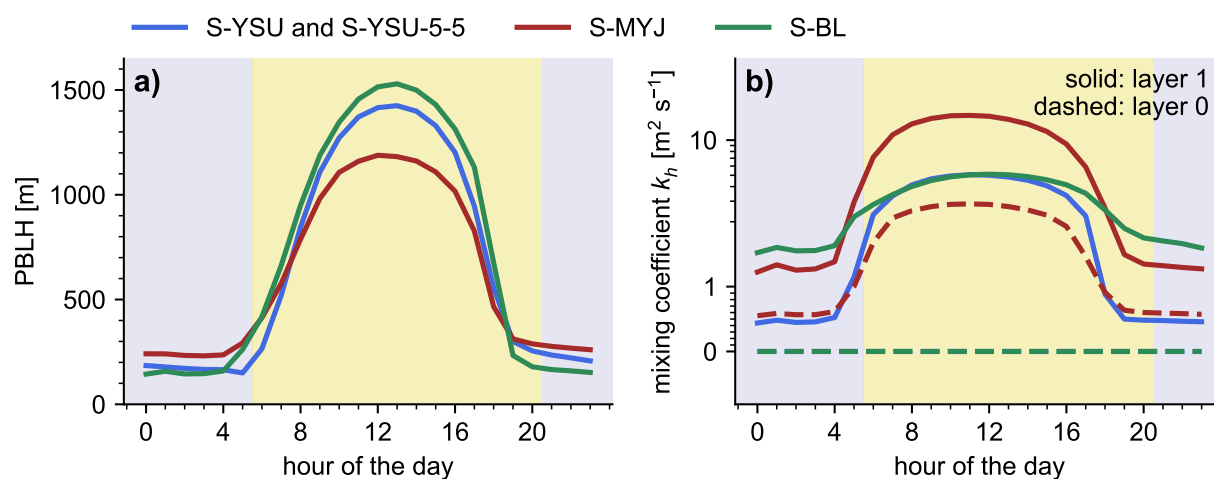 S-YSU and S-YSU-5-5 S-MYJ S-BL
a)
PBLH [m]
1500
1000
500
0
0 4 8 12 16 20
hour of the day
b)
solid: layer 1
dashed: layer 0
mixing coefficient k_h [m² s⁻¹]
10
1
0
0 4 8 12 16 20
hour of the day